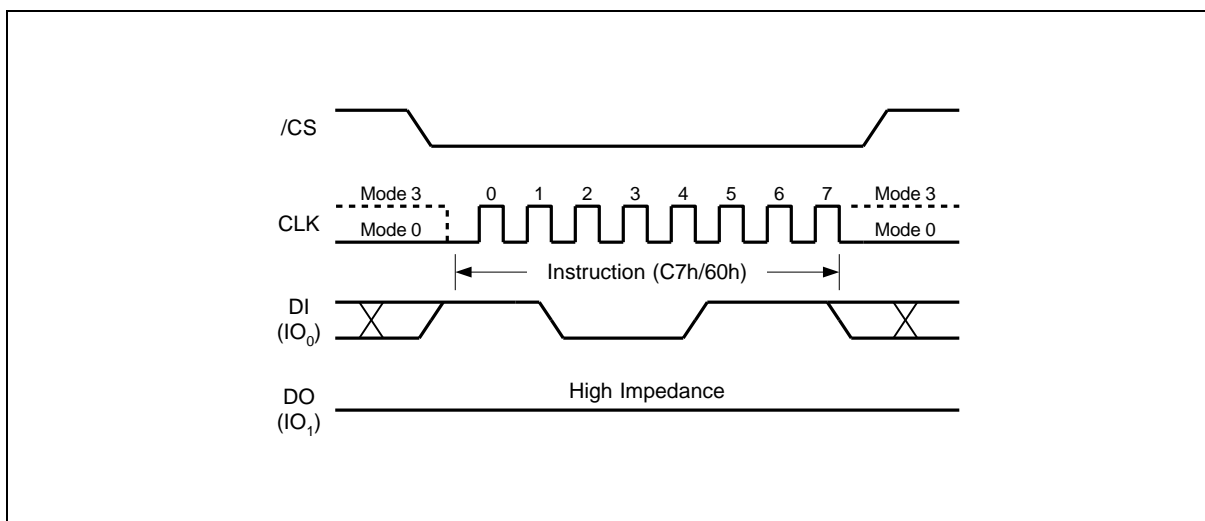 /CS
Mode 3 0 1 2 3 4 5 6 7 Mode 3
CLK
Mode 0 Mode 0
Instruction (C7h/60h)
DI
(IO₀)
High Impedance
DO
(IO₁)